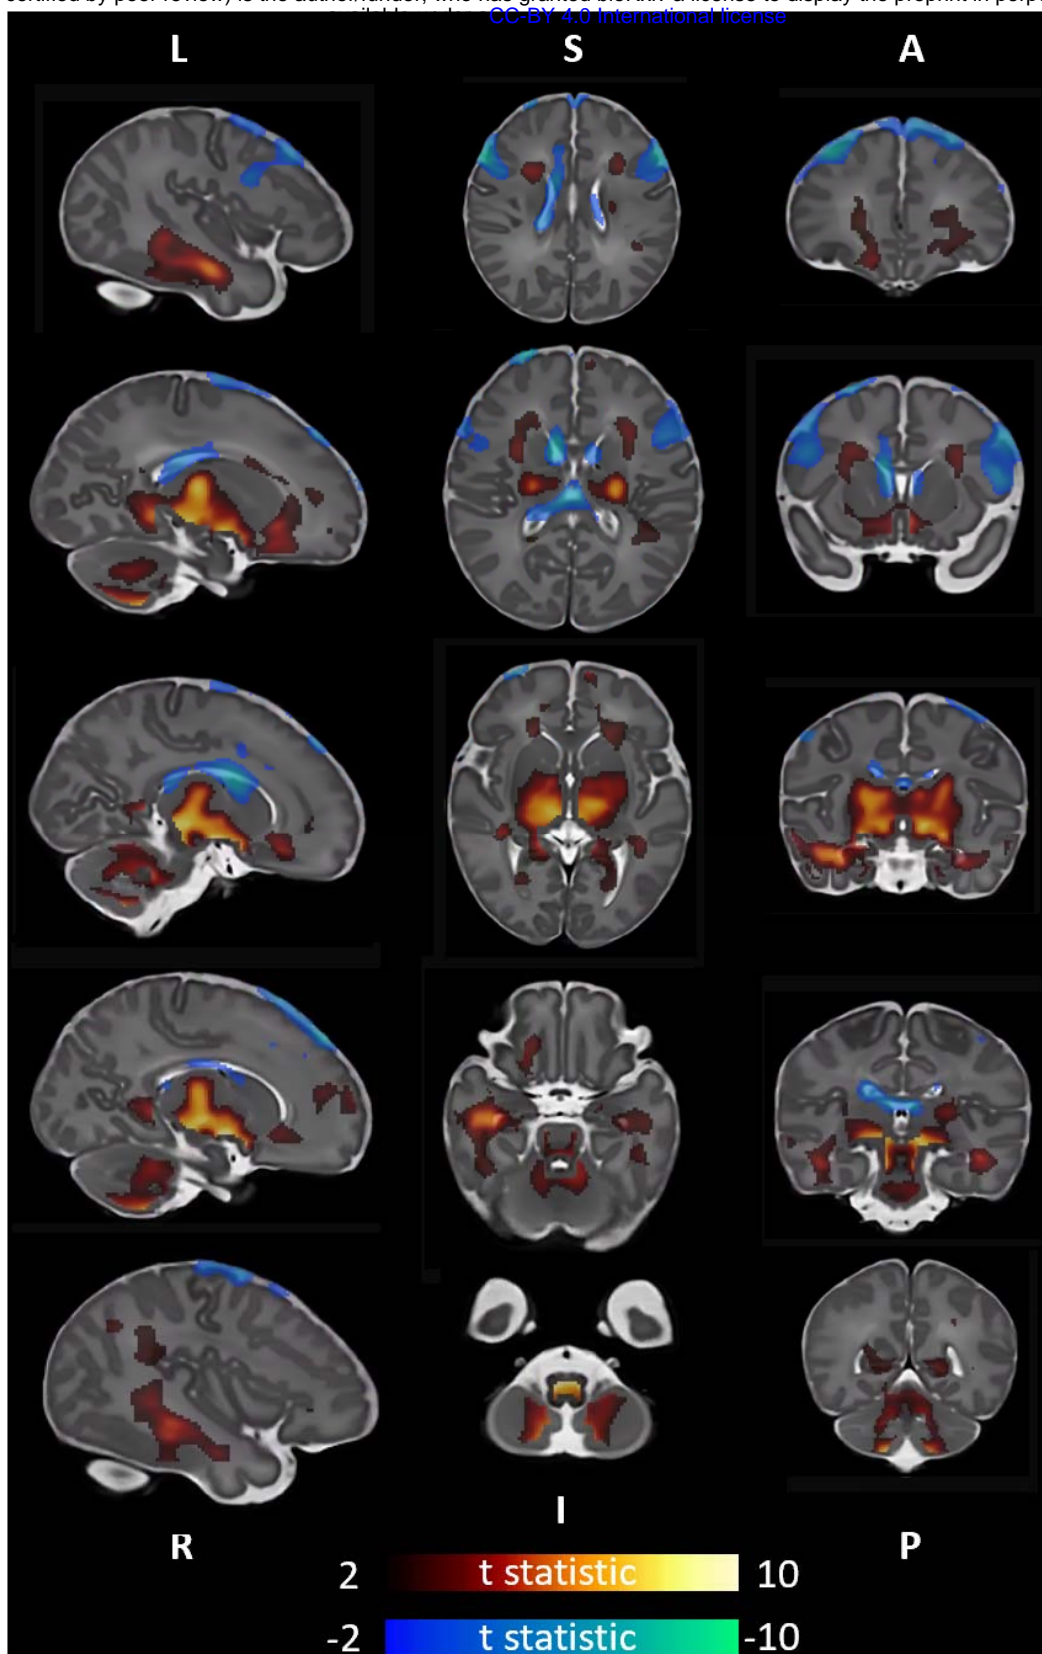 CC-BY 4.0 International license
L S A
R I P
2 t statistic 10
-2 t statistic -10